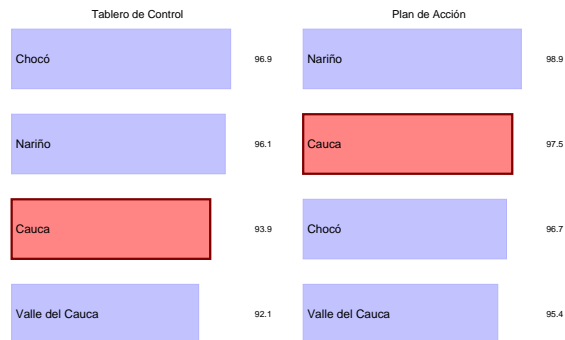 Tablero de Control
Chocó 96.9
Nariño 96.1
Cauca 93.9
Valle del Cauca 92.1
Plan de Acción
Nariño 98.9
Cauca 97.5
Chocó 96.7
Valle del Cauca 95.4